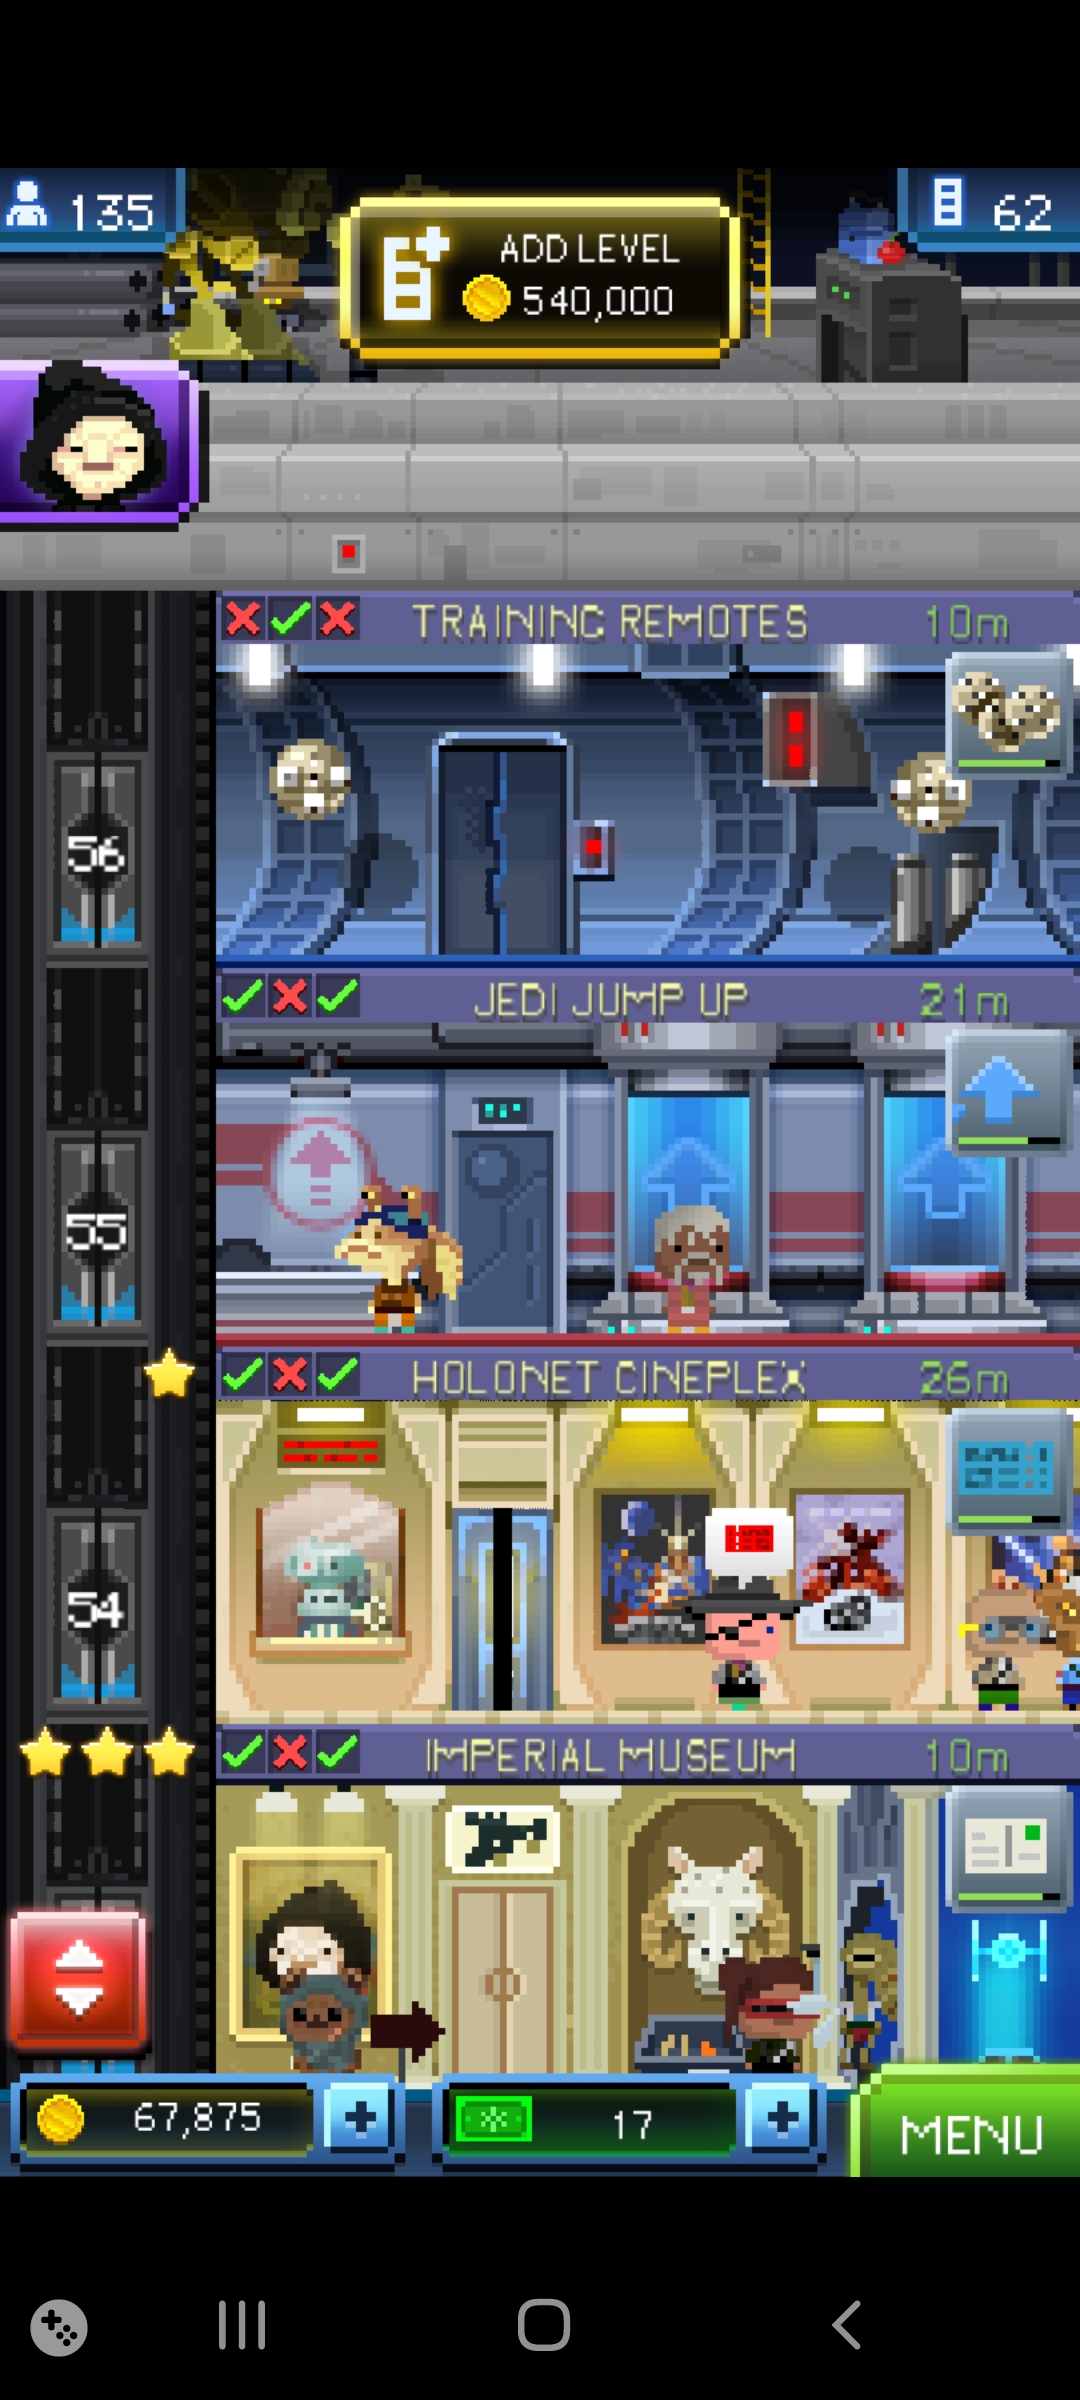 135
ADD LEVEL
540,000
62
TRAINING REMOTES 10m
56
JEDI JUMP UP 21m
55
HOLONET CINEPLEX 26m
54
IMPERIAL MUSEUM 10m
67,875
17
MENU